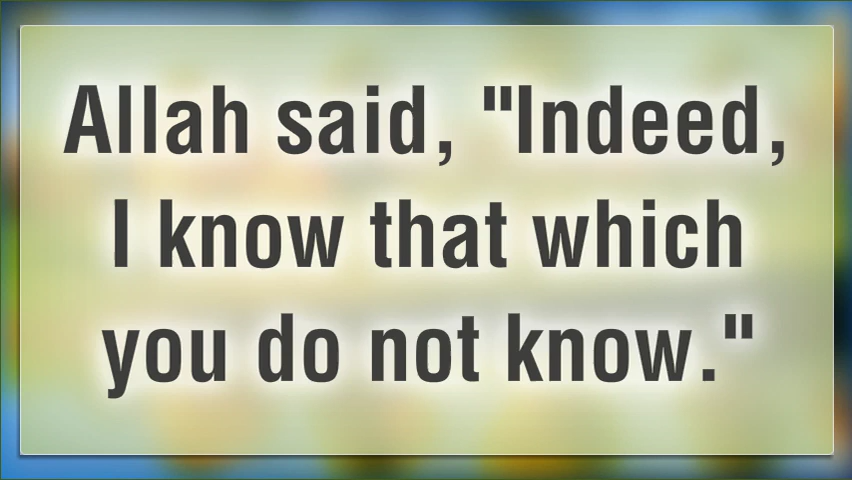 Allah said, "Indeed,
I know that which
you do not know."